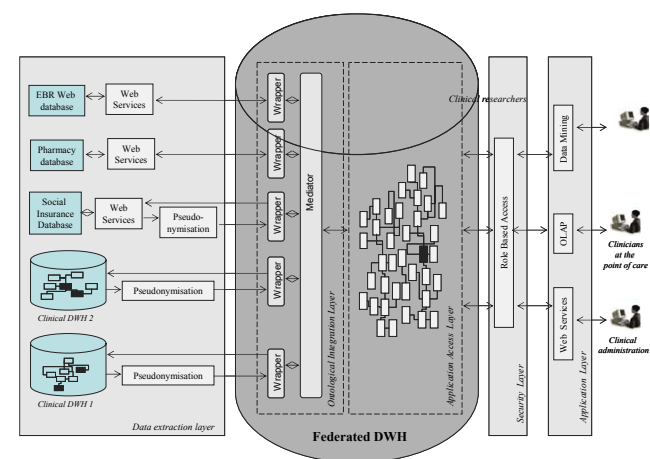 EBR Web
database
Web
Services
Pharmacy
database
Web
Services
Social
Insurance
Database
Web
Services
Pseudo-
nymisation
Clinical DWH 2
Pseudonymisation
Clinical DWH 1
Pseudonymisation
Data extraction layer
Wrapper
Wrapper
Wrapper
Wrapper
Wrapper
Mediator
Ontological Integration Layer
Application Access Layer
Federated DWH
Clinical researchers
Role Based Access
Security Layer
Data Mining
OLAP
Web Services
Application Layer
Clinicians
at the
point of care
Clinical
administration